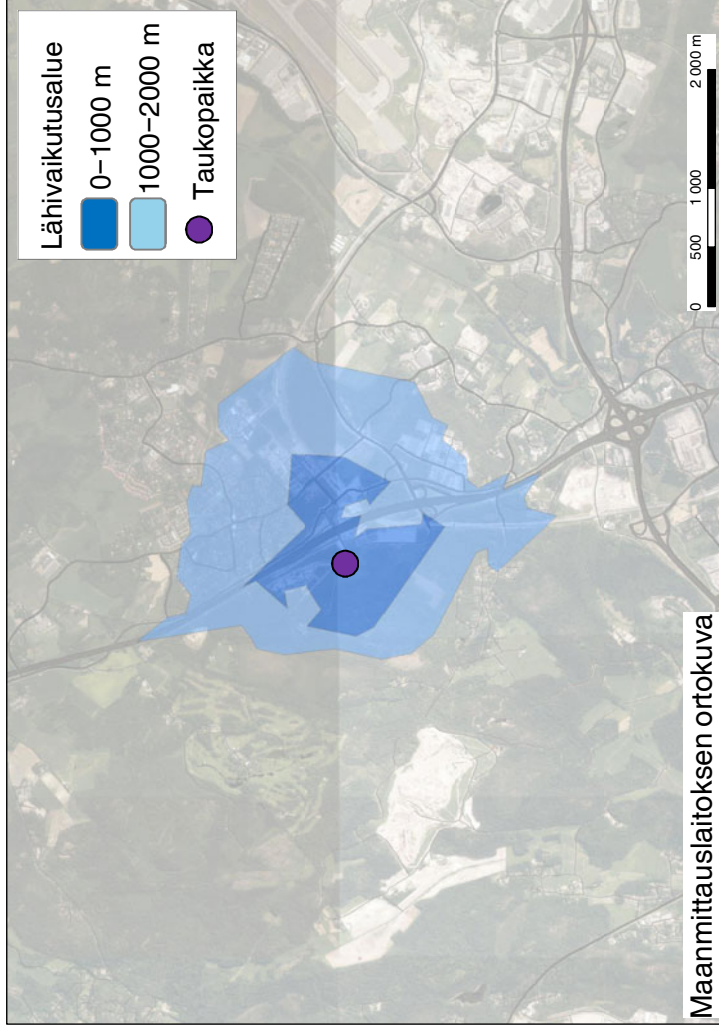 Lähivaikutusalue
0–1000 m
1000–2000 m
Taukopaikka
0 500 1 000 2 000 m
Maanmittauslaitoksen ortokuva